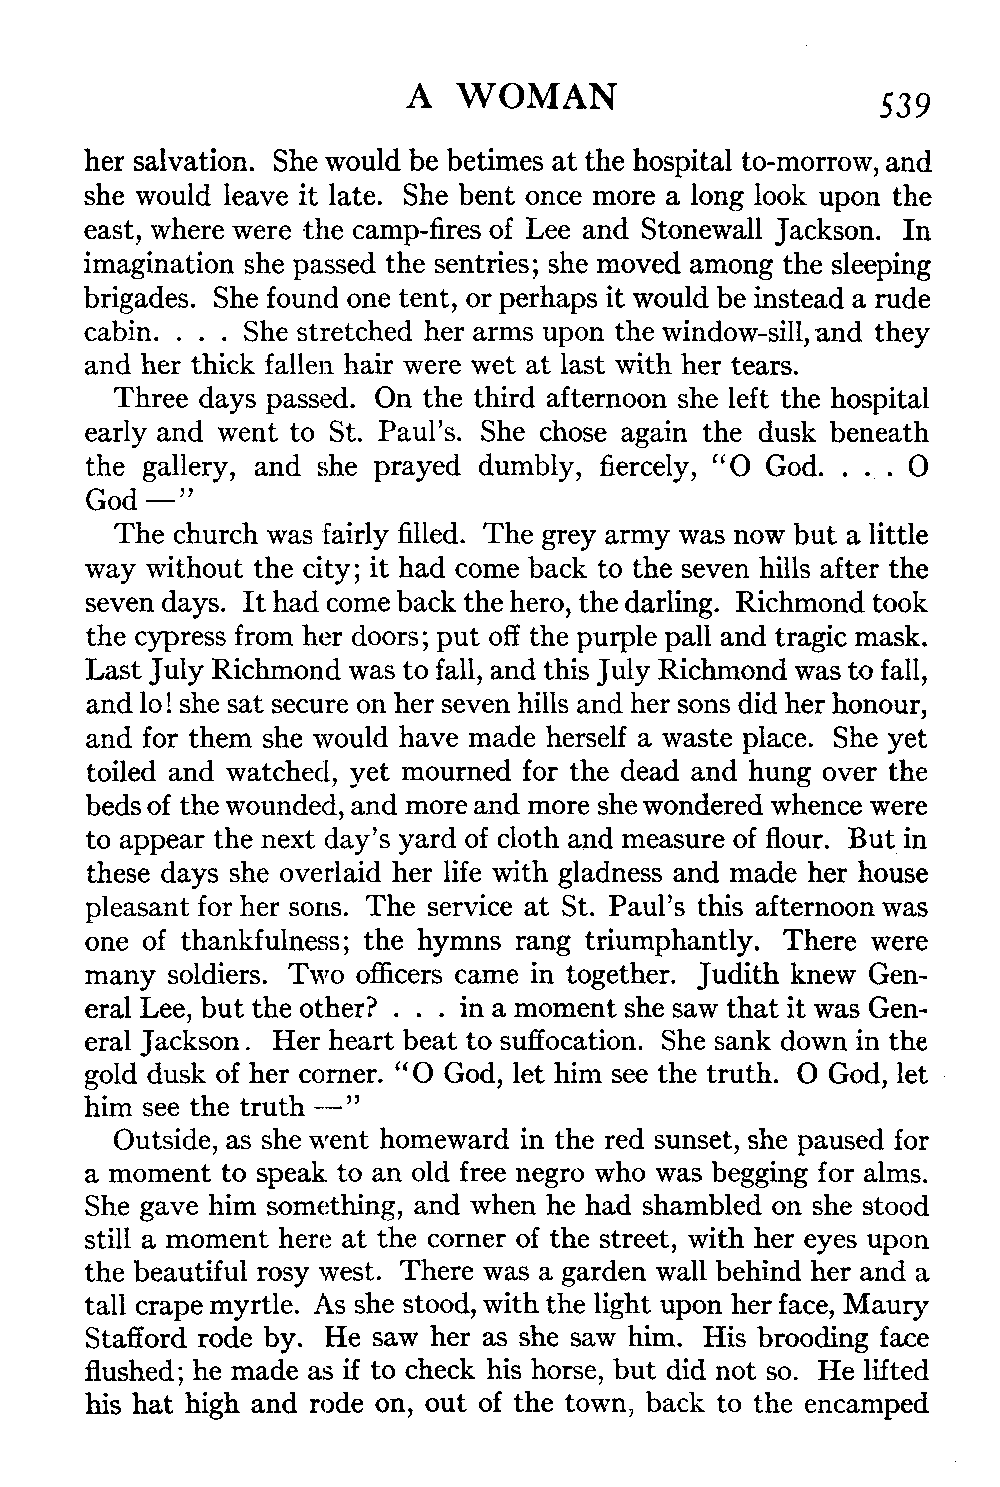 A WOMAN 539
her salvation. She would be betimes at the hospital to-morrow, and
she would leave it late. She bent once more a long look upon the
east, where were the camp-fires of Lee and Stonewall Jackson. In
imagination she passed the sentries; she moved among the sleeping
brigades. She found one tent, or perhaps it would be instead a rude
cabin. . . . She stretched her arms upon the window-sill, and they
and her thick fallen hair were wet at last with her tears.
Three days passed. On the third afternoon she left the hospital
early and went to St. Paul's. She chose again the dusk beneath
the gallery, and she prayed dumbly, fiercely, "O God. . . . O
God —"
The church was fairly filled. The grey army was now but a little
way without the city; it had come back to the seven hills after the
seven days. It had come back the hero, the darling. Richmond took
the cypress from her doors; put off the purple pall and tragic mask.
Last July Richmond was to fall, and this July Richmond was to fall,
and lo! she sat secure on her seven hills and her sons did her honour,
and for them she would have made herself a waste place. She yet
toiled and watched, yet mourned for the dead and hung over the
beds of the wounded, and more and more she wondered whence were
to appear the next day's yard of cloth and measure of flour. But in
these days she overlaid her life with gladness and made her house
pleasant for her sons. The service at St. Paul's this afternoon was
one of thankfulness; the hymns rang triumphantly. There were
many soldiers. Two officers came in together. Judith knew Gen-
eral Lee, but the other? . . . in a moment she saw that it was Gen-
eral Jackson. Her heart beat to suffocation. She sank down in the
gold dusk of her corner. "O God, let him see the truth. O God, let
him see the truth —"
Outside, as she went homeward in the red sunset, she paused for
a moment to speak to an old free negro who was begging for alms.
She gave him something, and when he had shambled on she stood
still a moment here at the corner of the street, with her eyes upon
the beautiful rosy west. There was a garden wall behind her and a
tall crape myrtle. As she stood, with the light upon her face, Maury
Stafford rode by. He saw her as she saw him. His brooding face
flushed; he made as if to check his horse, but did not so. He lifted
his hat high and rode on, out of the town, back to the encamped